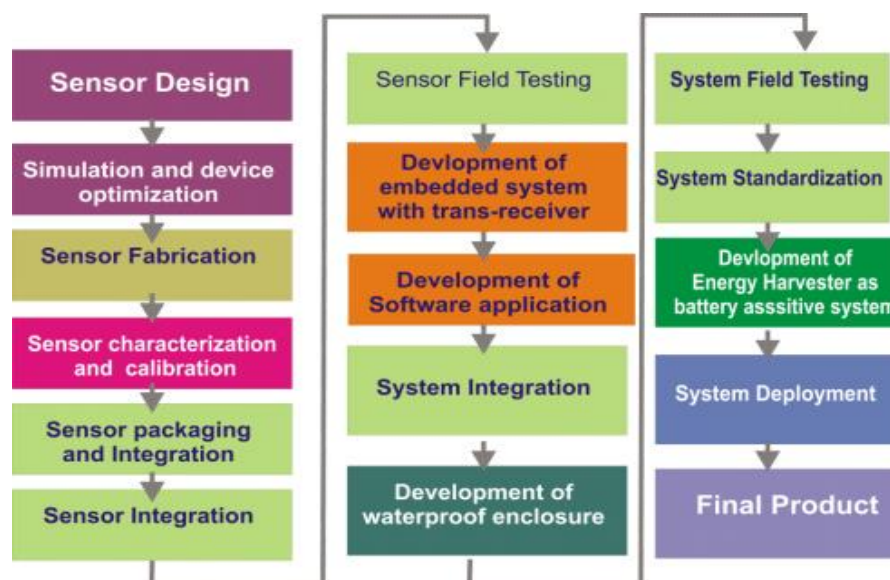 Sensor Design
Simulation and device
optimization
Sensor Fabrication
Sensor characterization
and calibration
Sensor packaging
and Integration
Sensor Integration
Sensor Field Testing
Devlopment of
embedded system
with trans-receiver
Development of
Software application
System Integration
Development of
waterproof enclosure
System Field Testing
System Standardization
Devlopment of
Energy Harvester as
battery asssitive system
System Deployment
Final Product